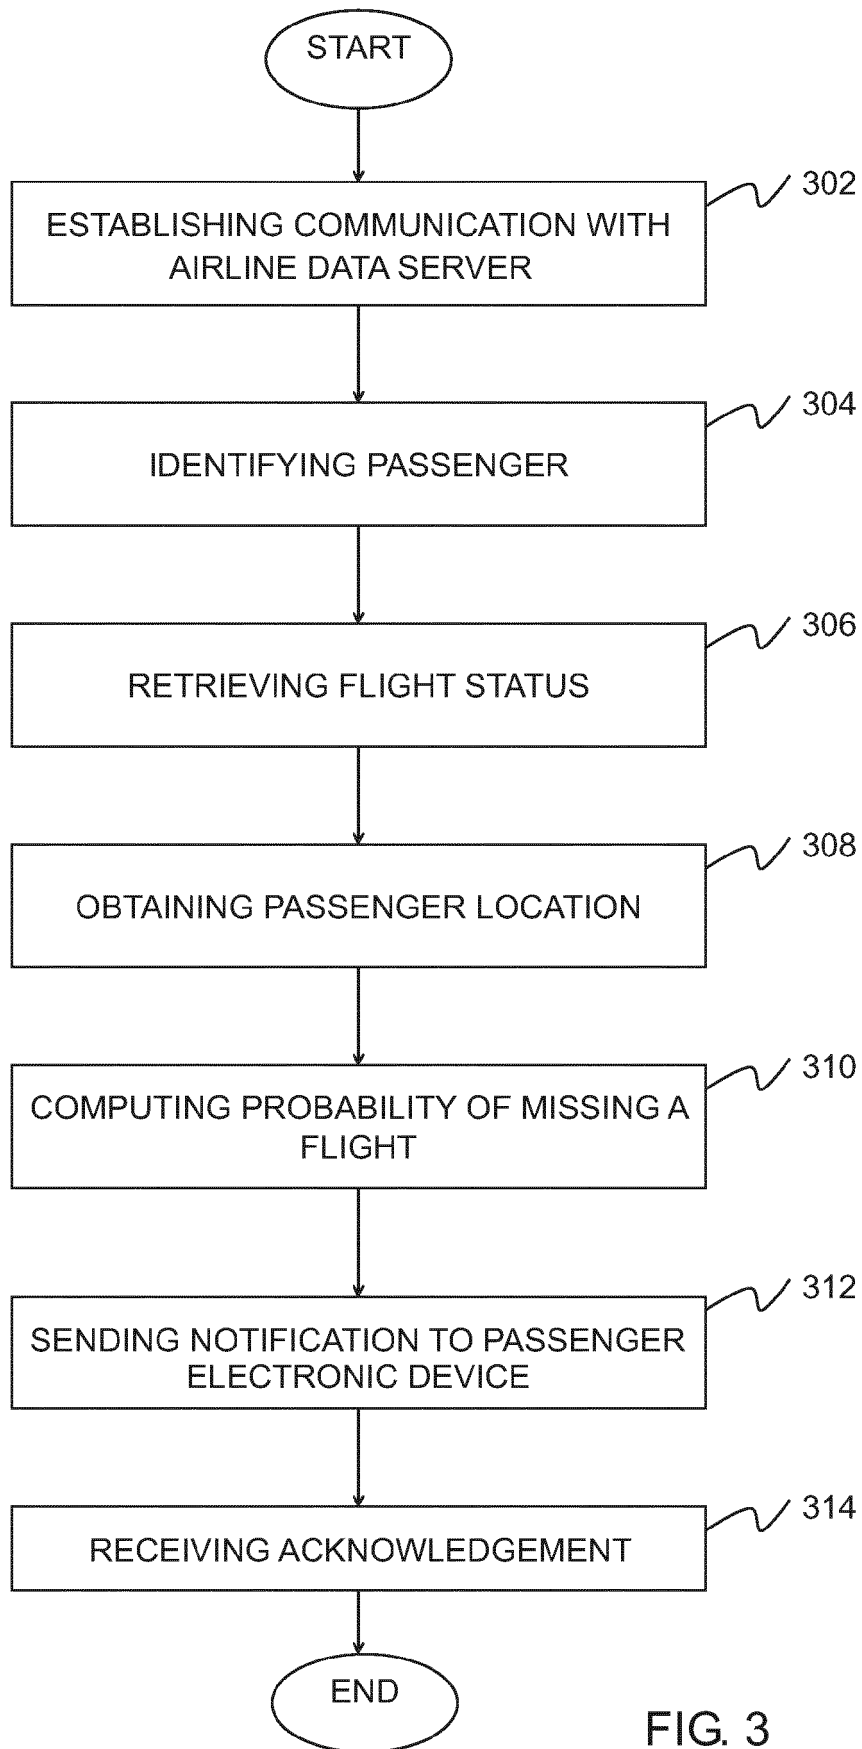 START
302
ESTABLISHING COMMUNICATION WITH
AIRLINE DATA SERVER
304
IDENTIFYING PASSENGER
306
RETRIEVING FLIGHT STATUS
308
OBTAINING PASSENGER LOCATION
310
COMPUTING PROBABILITY OF MISSING A
FLIGHT
312
SENDING NOTIFICATION TO PASSENGER
ELECTRONIC DEVICE
314
RECEIVING ACKNOWLEDGEMENT
END
FIG. 3